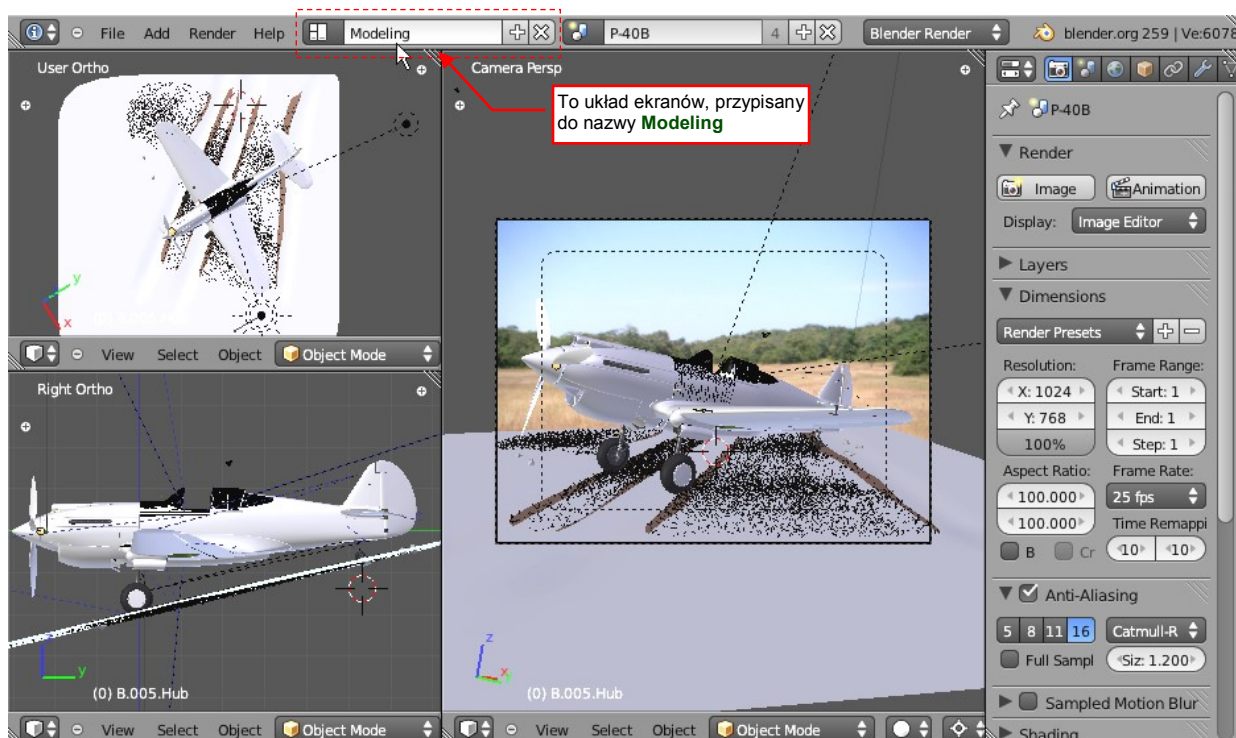 File Add Render Help Modeling P-40B 4 Blender Render blender.org 259 | Ve:6078
User Ortho
y
x
View Select Object Object Mode
Right Ortho
y
(0) B.005.Hub
View Select Object Object Mode
Camera Persp
To układ ekranów, przypisany
do nazwy Modeling
z
x
(0) B.005.Hub
View Select Object Object Mode
P-40B
Render
Image Animation
Display: Image Editor
Layers
Dimensions
Render Presets
Resolution: Frame Range:
X: 1024 Start: 1
Y: 768 End: 1
100% Step: 1
Aspect Ratio: Frame Rate:
100.000 25 fps
100.000 Time Remappi
B Cr 10 10
Anti-Aliasing
5 8 11 16 Catmull-R
Full Sampl Siz: 1.200
Sampled Motion Blur
Shading